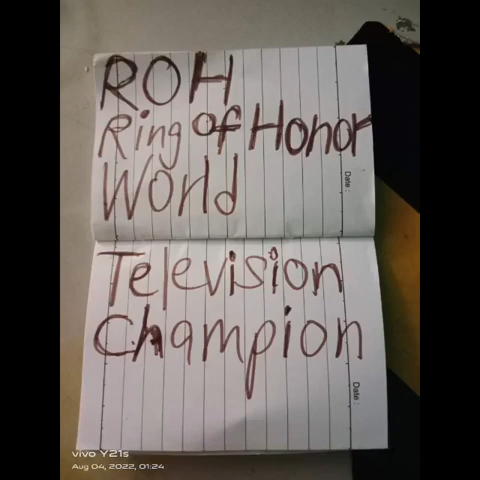 ROH
Ring of Honor
World
Date :
Television
Champion
Date :
vivo Y21s
Aug 04, 2022, 01:24